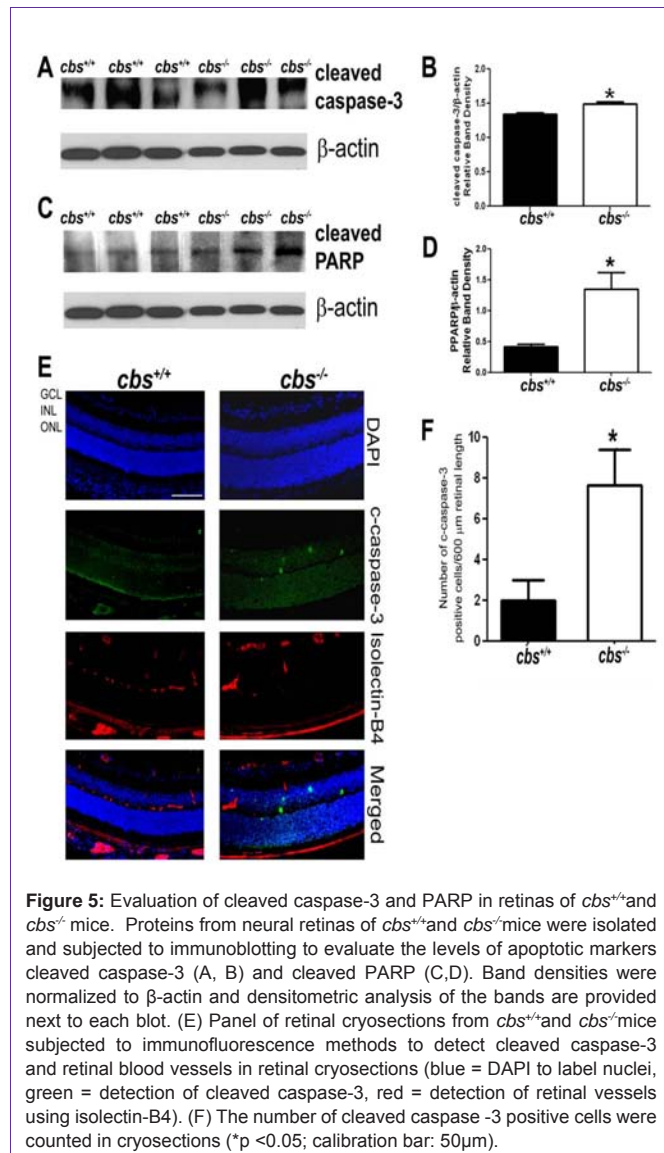 A
cbs+/+ cbs+/+ cbs+/+ cbs-/- cbs-/- cbs-/-
cleaved
caspase-3
β-actin
B
cleaved caspase-3/β-actin
Relative Band Density
2.0
1.5
1.0
0.5
0.0
*
cbs+/+ cbs-/-
C
cbs+/+ cbs+/+ cbs+/+ cbs-/- cbs-/- cbs-/-
cleaved
PARP
β-actin
D
PPARP/β-actin
Relative Band Density
2.0
1.5
1.0
0.5
0.0
*
cbs+/+ cbs-/-
E
cbs+/+ cbs-/-
GCL
INL
ONL
DAPI
c-caspase-3
Isolectin-B4
Merged
F
Number of c-caspase-3
positive cells/600 µm retinal length
10
8
6
4
2
0
*
cbs+/+ cbs-/-
Figure 5: Evaluation of cleaved caspase-3 and PARP in retinas of cbs+/+and
cbs-/- mice. Proteins from neural retinas of cbs+/+and cbs-/-mice were isolated
and subjected to immunoblotting to evaluate the levels of apoptotic markers
cleaved caspase-3 (A, B) and cleaved PARP (C,D). Band densities were
normalized to β-actin and densitometric analysis of the bands are provided
next to each blot. (E) Panel of retinal cryosections from cbs+/+and cbs-/-mice
subjected to immunofluorescence methods to detect cleaved caspase-3
and retinal blood vessels in retinal cryosections (blue = DAPI to label nuclei,
green = detection of cleaved caspase-3, red = detection of retinal vessels
using isolectin-B4). (F) The number of cleaved caspase -3 positive cells were
counted in cryosections (*p <0.05; calibration bar: 50µm).